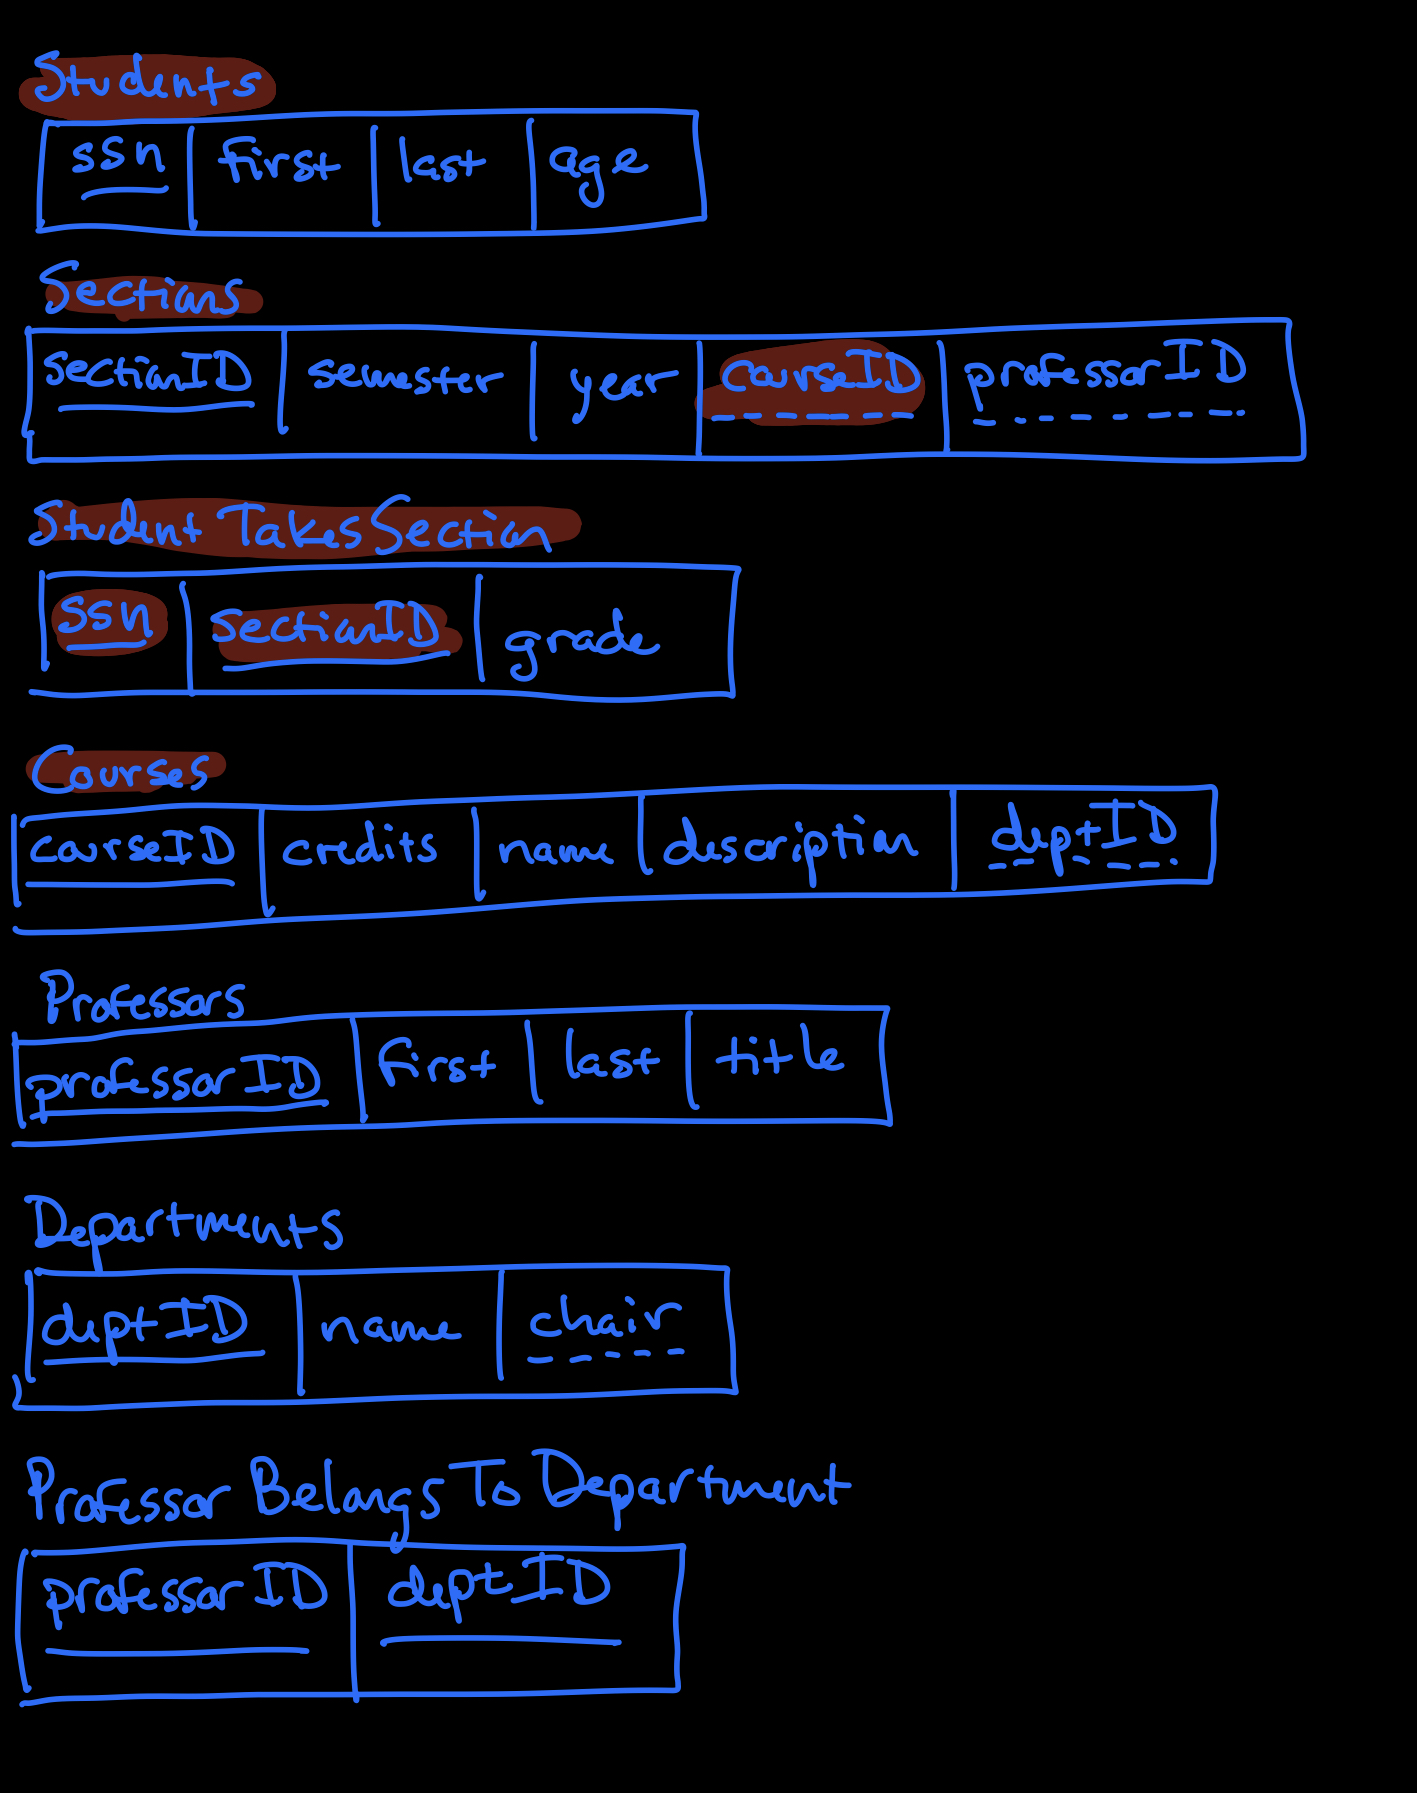 Students
ssn first last age
Sections
sectionID semester year courseID professorID
Student Takes Section
ssn sectionID grade
Courses
courseID credits name description deptID
Professors
professorID first last title
Departments
deptID name chair
Professor Belongs To Department
professorID deptID